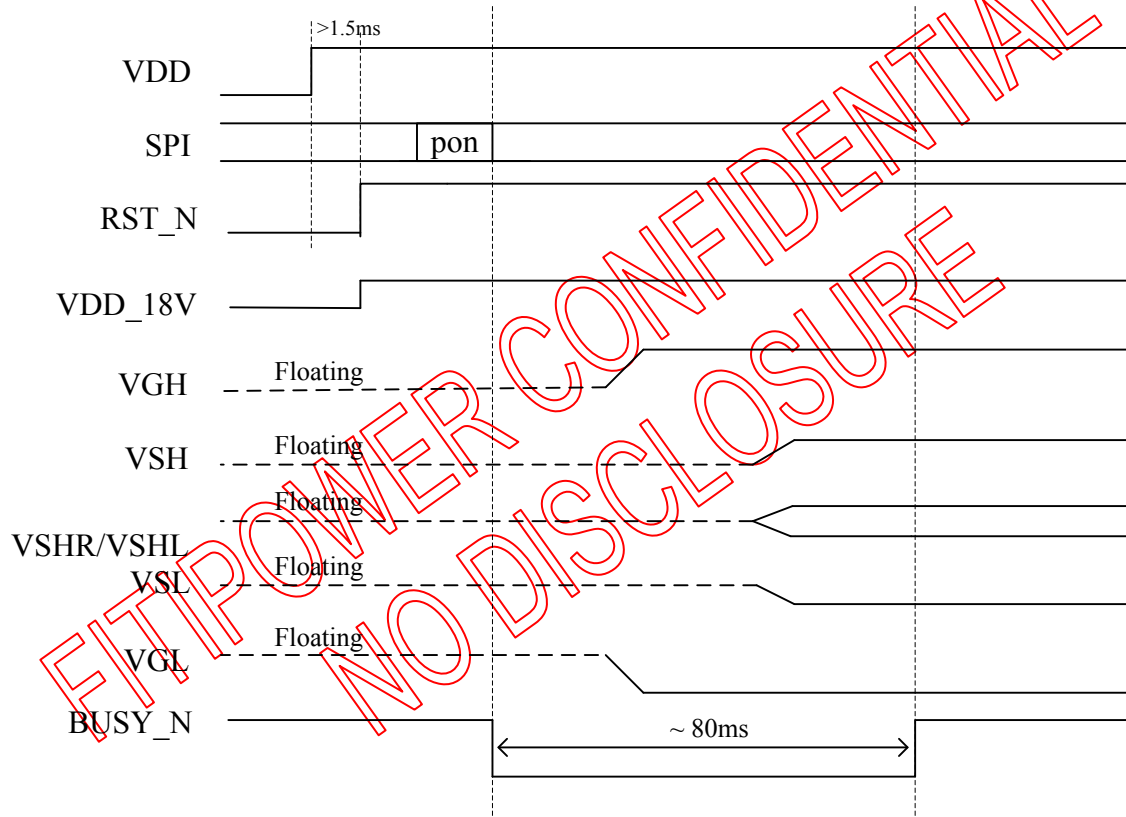 >1.5ms
VDD
SPI
pon
RST_N
VDD_18V
Floating
VGH
Floating
VSH
Floating
VSHR/VSHL
Floating
VSL
Floating
VGL
BUSY_N
~ 80ms
FITIPOWER CONFIDENTIAL
NO DISCLOSURE